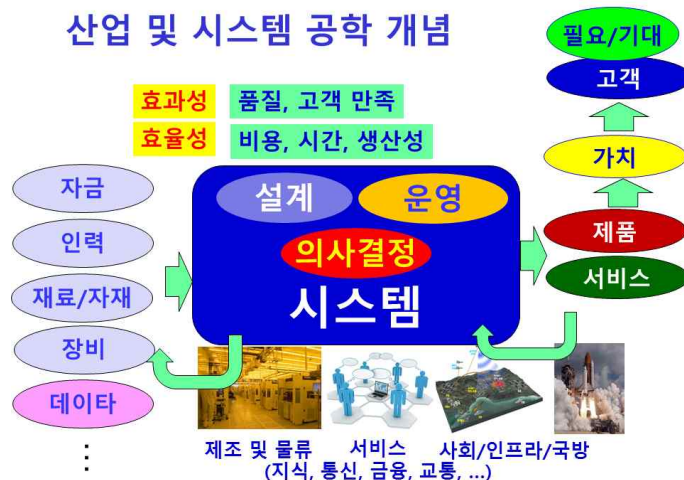 산업 및 시스템 공학 개념
필요/기대
고객
효과성 품질, 고객 만족
효율성 비용, 시간, 생산성
가치
자금
인력
재료/자재
장비
데이타
⋮
설계 운영
의사결정
시스템
제품
서비스
제조 및 물류 서비스 사회/인프라/국방
(지식, 통신, 금융, 교통, ...)